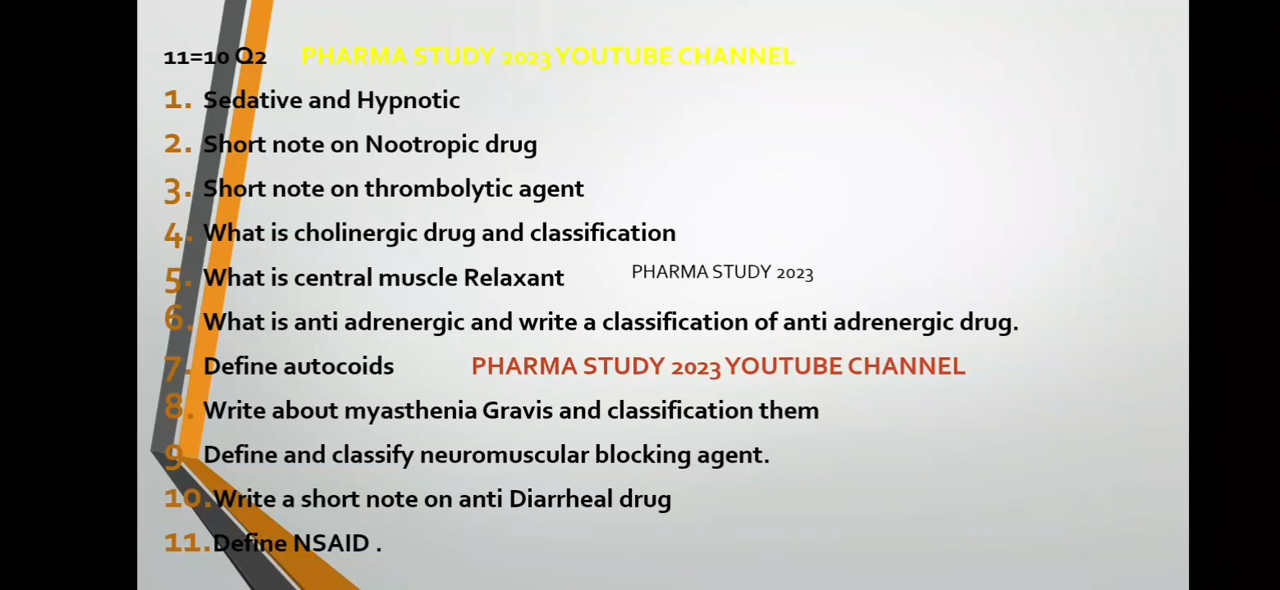 11=10 Q2 PHARMA STUDY 2023 YOUTUBE CHANNEL
1. Sedative and Hypnotic
2. Short note on Nootropic drug
3. Short note on thrombolytic agent
4. What is cholinergic drug and classification
5. What is central muscle Relaxant PHARMA STUDY 2023
6. What is anti adrenergic and write a classification of anti adrenergic drug.
7. Define autocoids PHARMA STUDY 2023 YOUTUBE CHANNEL
8. Write about myasthenia Gravis and classification them
9. Define and classify neuromuscular blocking agent.
10.Write a short note on anti Diarrheal drug
11.Define NSAID .